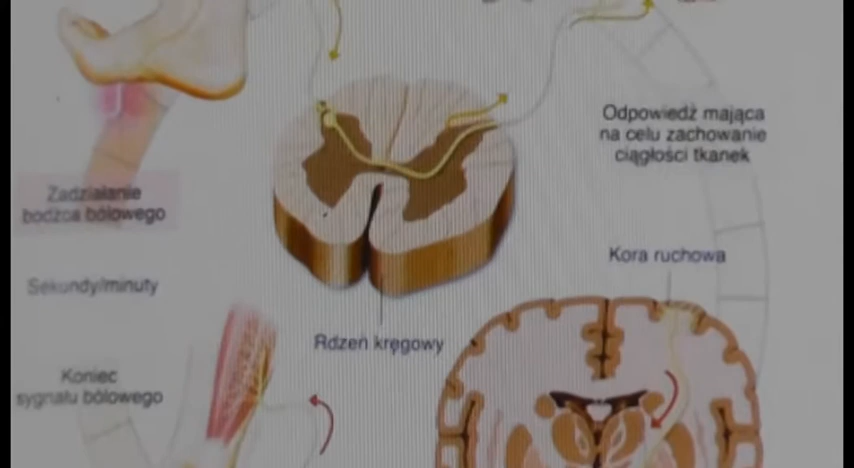 Odpowiedź mająca
na celu zachowanie
ciągłości tkanek
Zadziałanie
bodźca bólowego
Kora ruchowa
Sekundy/minuty
Rdzeń kręgowy
Koniec
sygnału bólowego